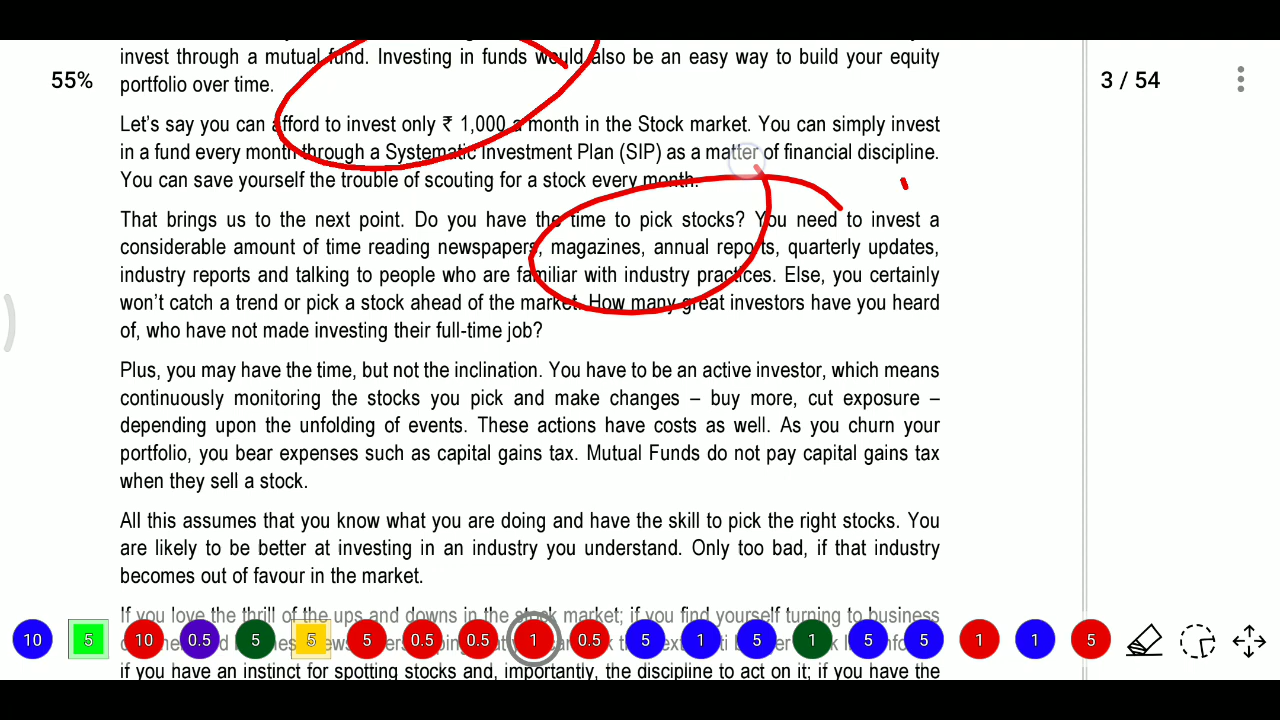 invest through a mutual fund. Investing in funds would also be an easy way to build your equity
55%
3 / 54
portfolio over time.
Let's say you can afford to invest only ₹ 1,000 a month in the Stock market. You can simply invest
in a fund every month through a Systematic Investment Plan (SIP) as a matter of financial discipline.
You can save yourself the trouble of scouting for a stock every month.
That brings us to the next point. Do you have the time to pick stocks? You need to invest a
considerable amount of time reading newspapers, magazines, annual reports, quarterly updates,
industry reports and talking to people who are familiar with industry practices. Else, you certainly
won't catch a trend or pick a stock ahead of the market. How many great investors have you heard
of, who have not made investing their full-time job?
Plus, you may have the time, but not the inclination. You have to be an active investor, which means
continuously monitoring the stocks you pick and make changes – buy more, cut exposure –
depending upon the unfolding of events. These actions have costs as well. As you churn your
portfolio, you bear expenses such as capital gains tax. Mutual Funds do not pay capital gains tax
when they sell a stock.
All this assumes that you know what you are doing and have the skill to pick the right stocks. You
are likely to be better at investing in an industry you understand. Only too bad, if that industry
becomes out of favour in the market.
If you love the thrill of the ups and downs in the stock market; if you find yourself turning to business
10 5 10 0.5 5 5 5 0.5 0.5 1 0.5 5 1 5 1 5 5 1 1 5
if you have an instinct for spotting stocks and, importantly, the discipline to act on it; if you have the